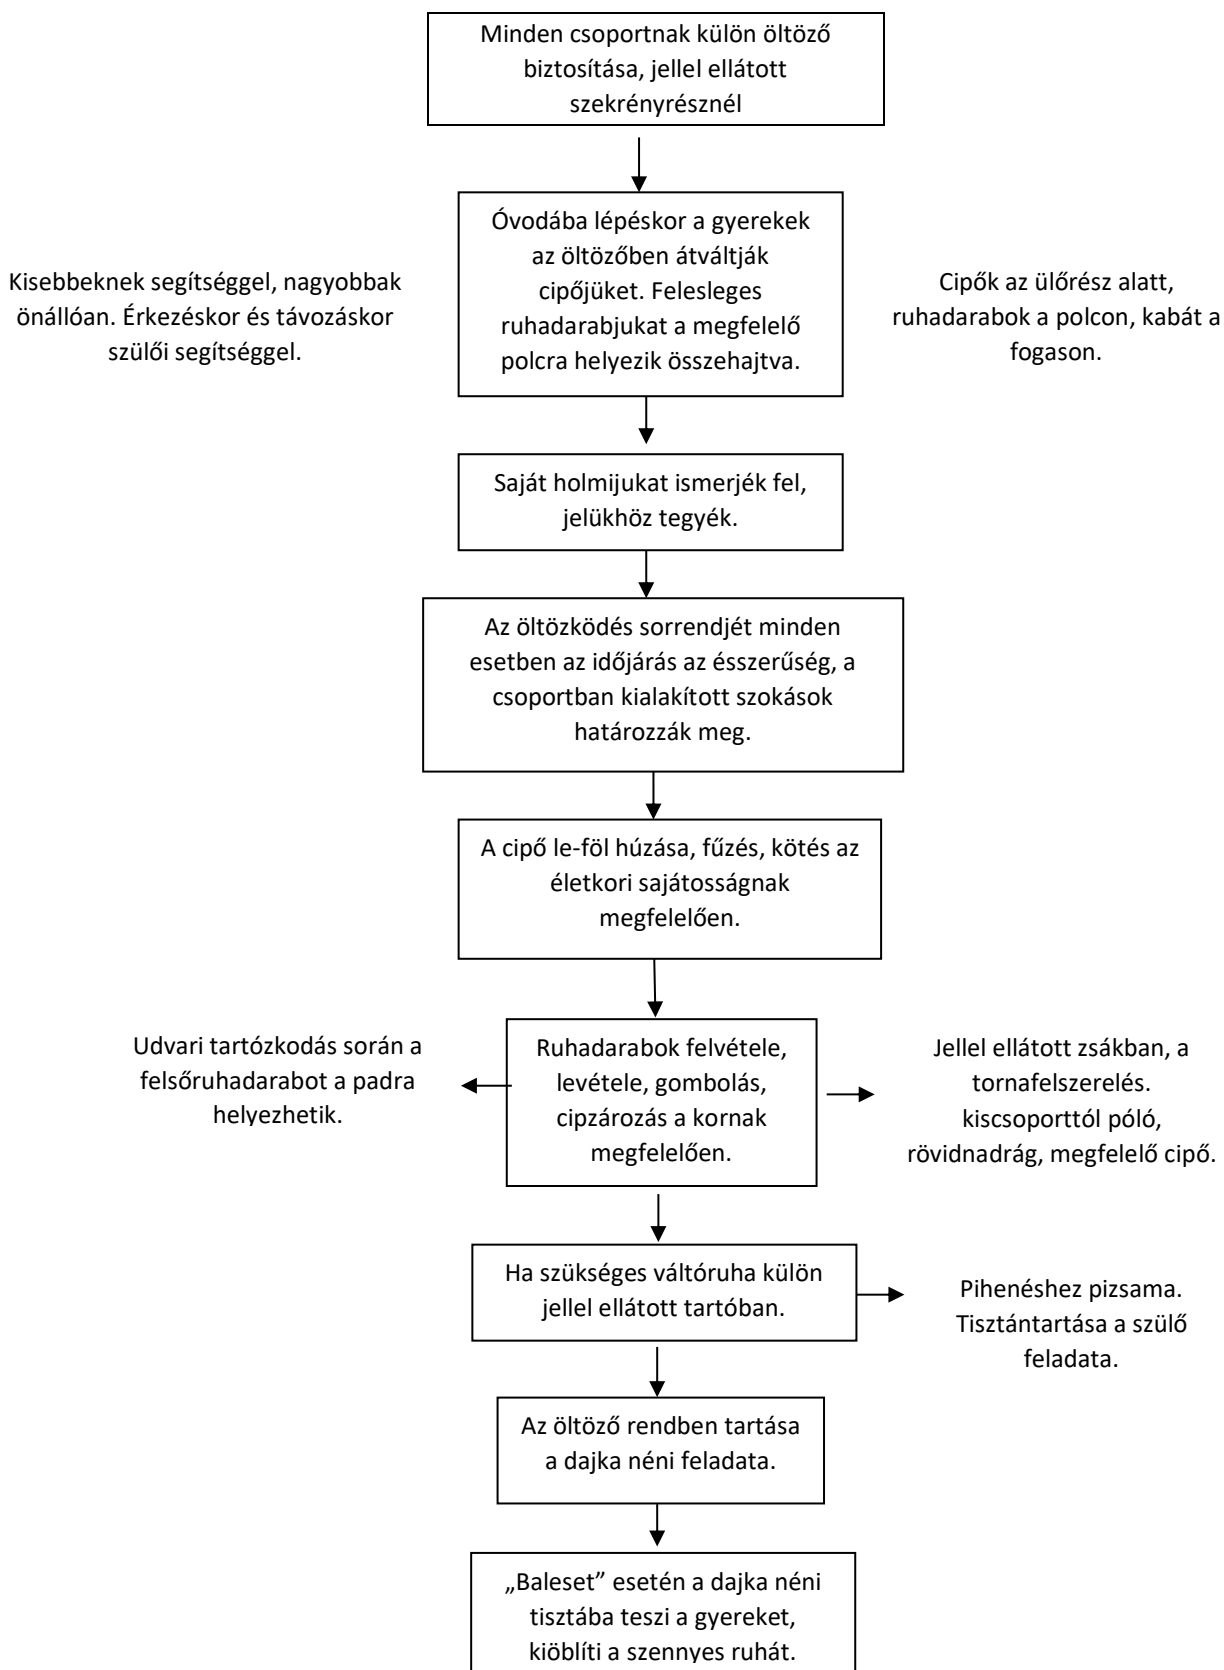 Minden csoportnak külön öltöző
biztosítása, jellel ellátott
szekrényrésznél
Óvodába lépéskor a gyerekek
az öltözőben átváltják
cipőjüket. Felesleges
ruhadarabjukat a megfelelő
polcra helyezik összehajtva.
Kisebbeknek segítséggel, nagyobbak
önállóan. Érkezéskor és távozáskor
szülői segítséggel.
Cipők az ülőrész alatt,
ruhadarabok a polcon, kabát a
fogason.
Saját holmijukat ismerjék fel,
jelükhöz tegyék.
Az öltözködés sorrendjét minden
esetben az időjárás az ésszerűség, a
csoportban kialakított szokások
határozzák meg.
A cipő le-föl húzása, fűzés, kötés az
életkori sajátosságnak
megfelelően.
Udvari tartózkodás során a
felsőruhadarabot a padra
helyezhetik.
Ruhadarabok felvétele,
levétele, gombolás,
cipzározás a kornak
megfelelően.
Jellel ellátott zsákban, a
tornafelszerelés.
kiscsoporttól póló,
rövidnadrág, megfelelő cipő.
Ha szükséges váltóruha külön
jellel ellátott tartóban.
Pihenéshez pizsama.
Tisztántartása a szülő
feladata.
Az öltöző rendben tartása
a dajka néni feladata.
„Baleset” esetén a dajka néni
tisztába teszi a gyereket,
kiöblíti a szennyes ruhát.